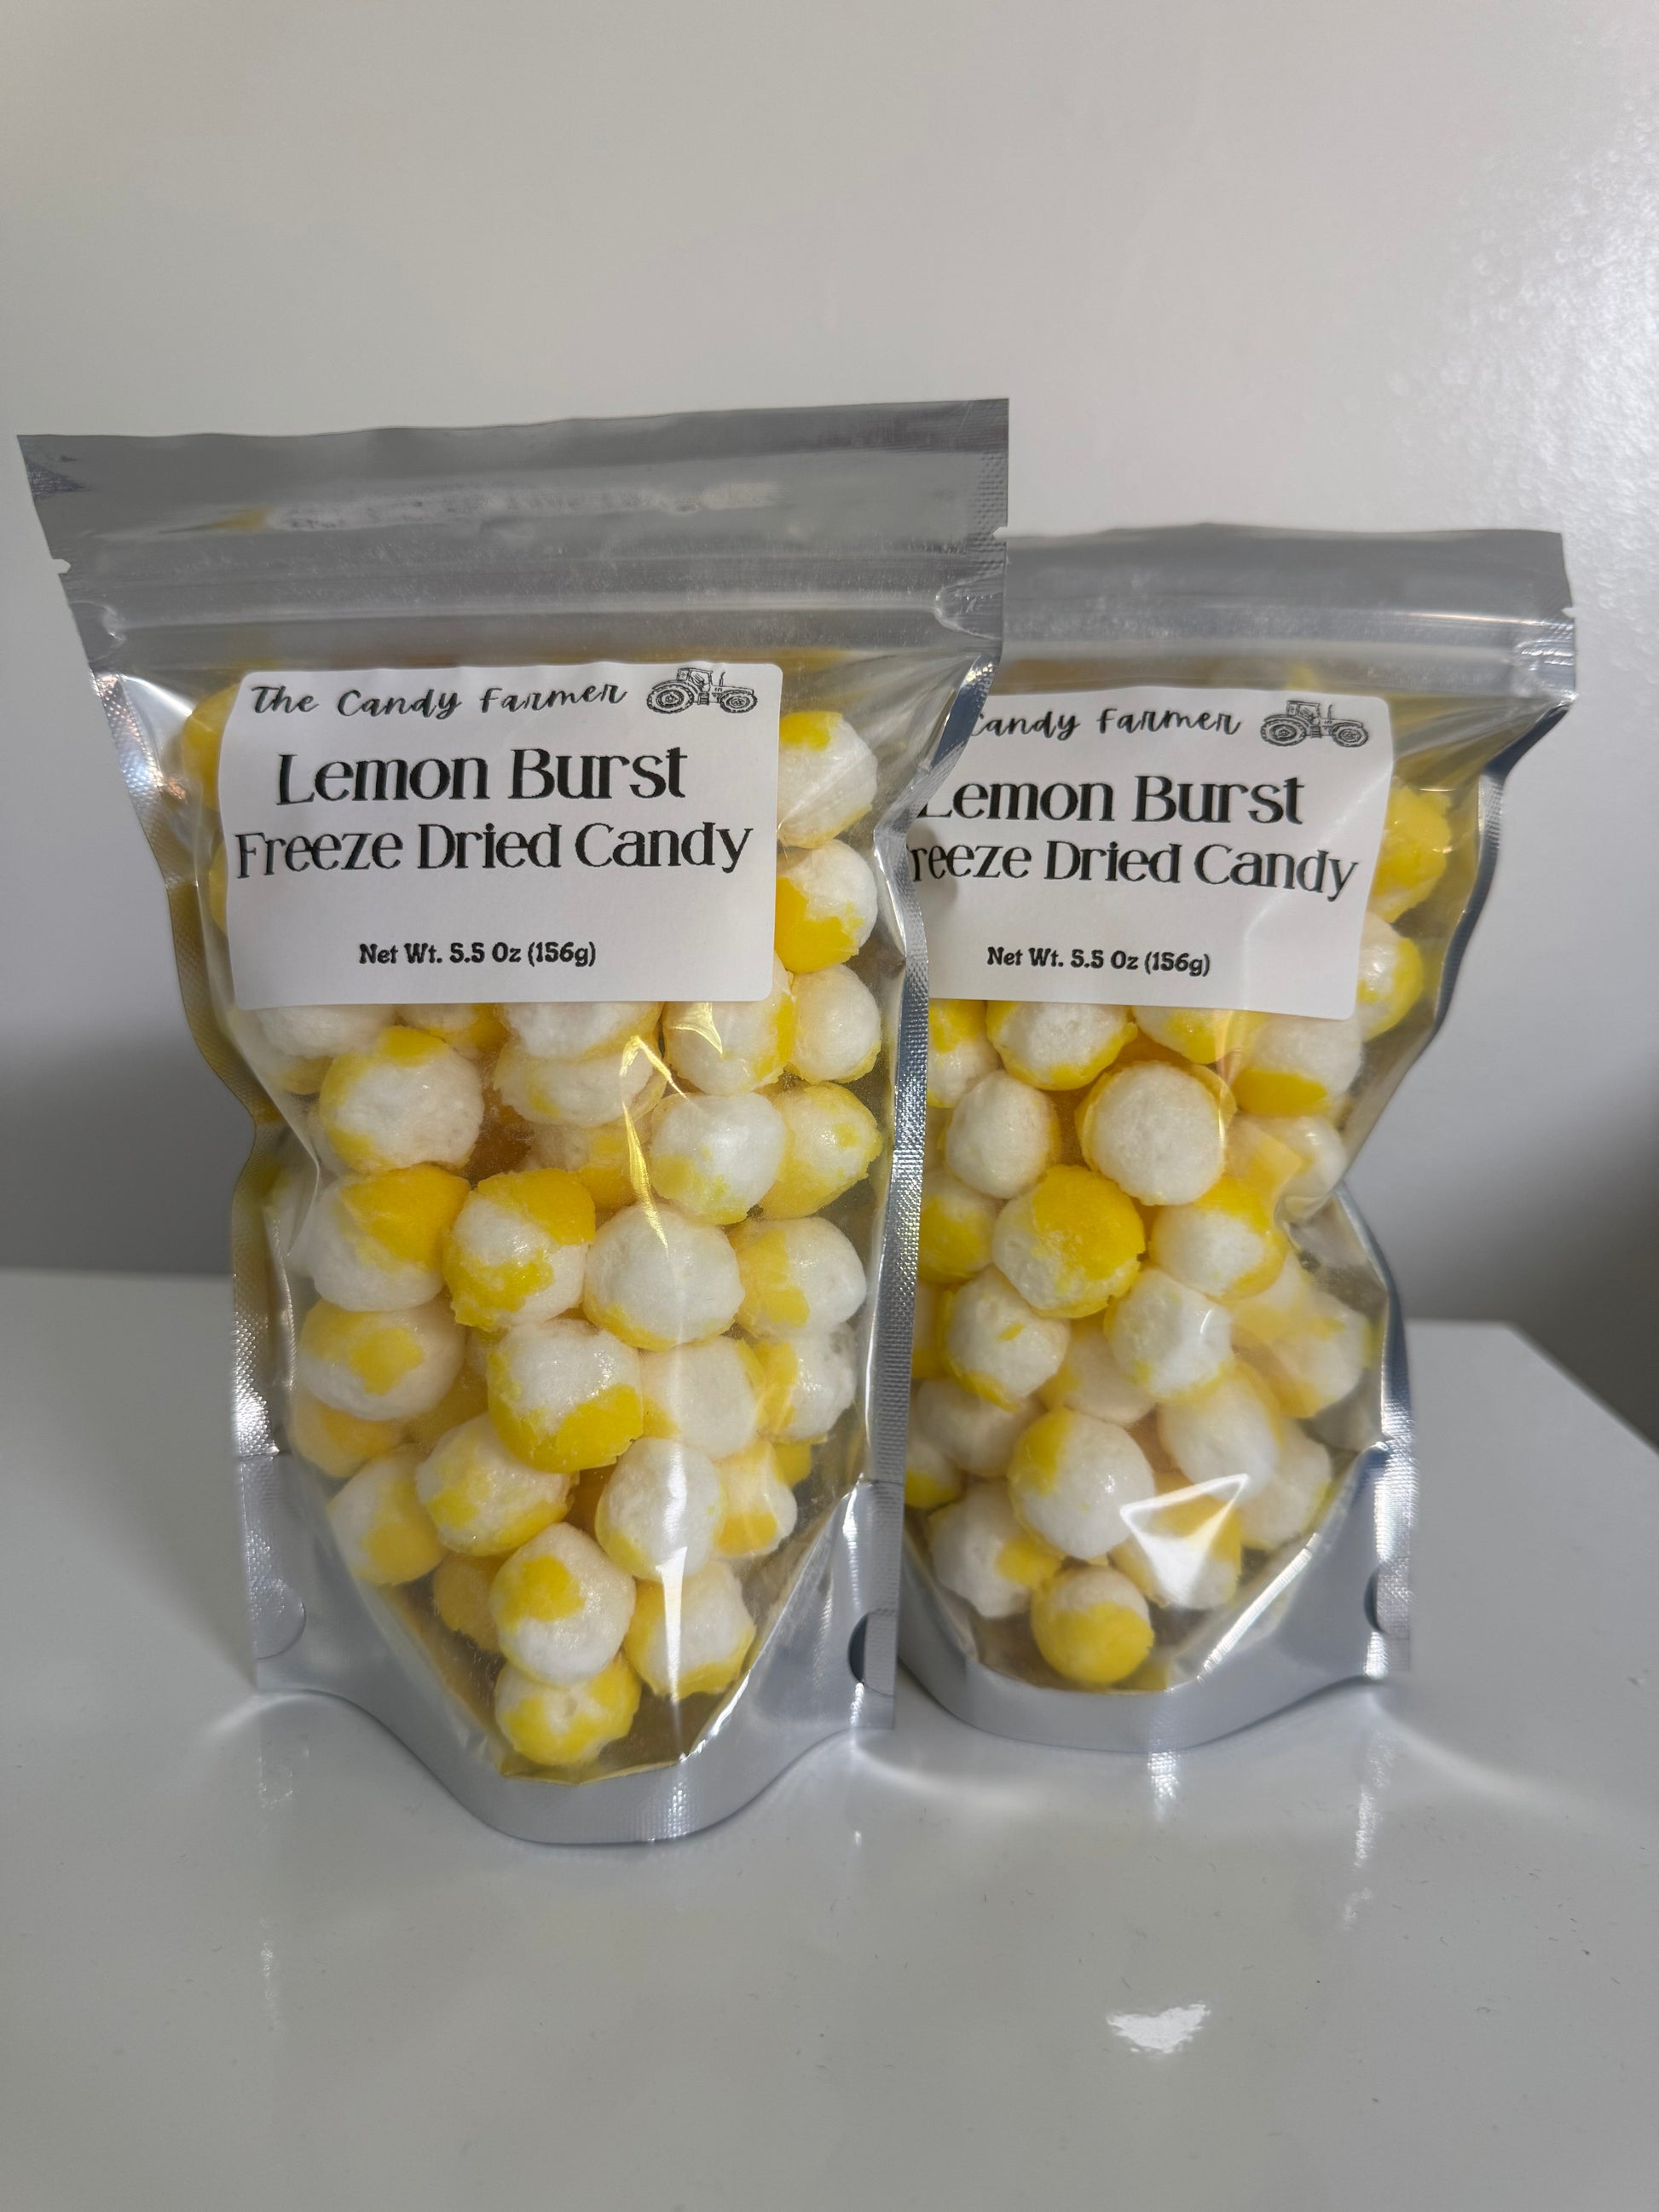 The Candy Farmer
Lemon Burst
Freeze Dried Candy
Net Wt. 5.5 Oz (156g)
Candy Farmer
Lemon Burst
reeze Dried Candy
Net Wt. 5.5 Oz (156g)